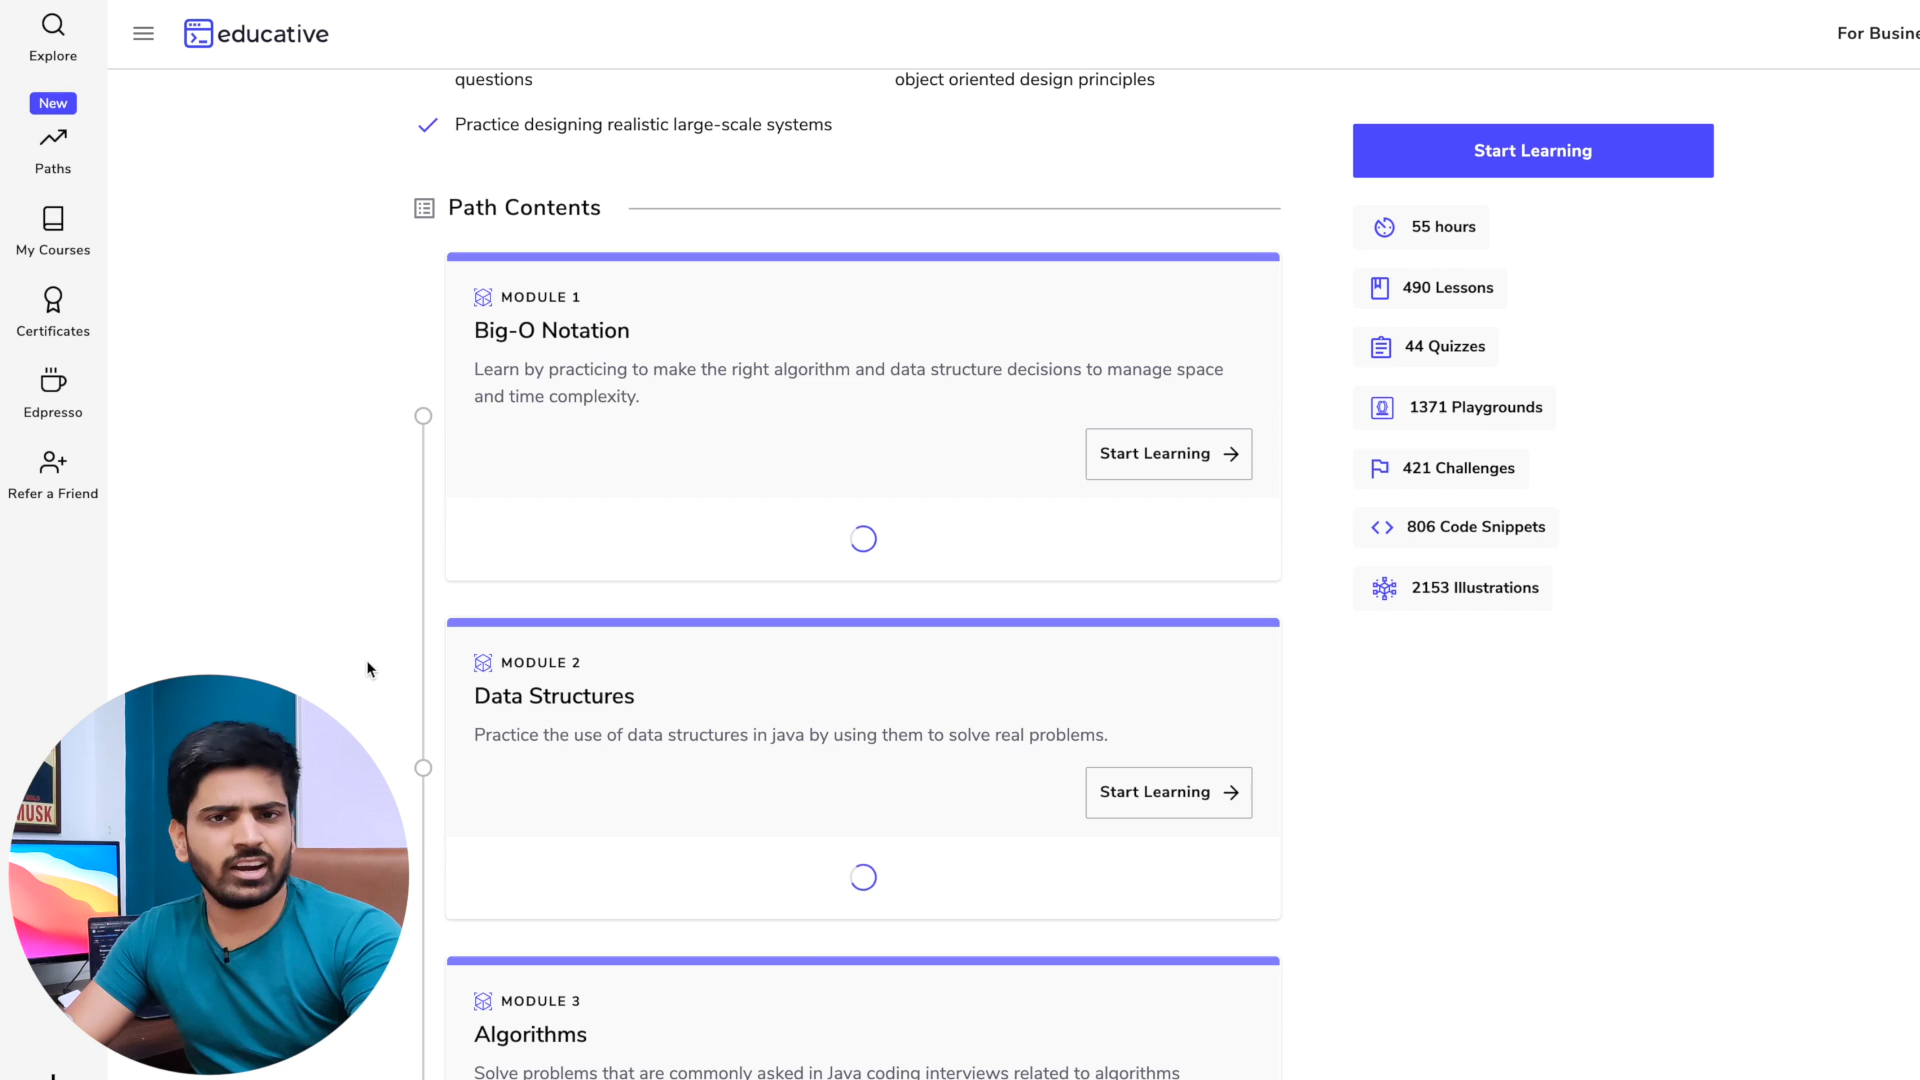 Explore
New
Paths
My Courses
Certificates
Edpresso
Refer a Friend
educative
For Busine
questions
object oriented design principles
Practice designing realistic large-scale systems
Path Contents
MODULE 1
Big-O Notation
Learn by practicing to make the right algorithm and data structure decisions to manage space
and time complexity.
Start Learning
MODULE 2
Data Structures
Practice the use of data structures in java by using them to solve real problems.
Start Learning
MODULE 3
Algorithms
Solve problems that are commonly asked in Java coding interviews related to algorithms
Start Learning
55 hours
490 Lessons
44 Quizzes
1371 Playgrounds
421 Challenges
806 Code Snippets
2153 Illustrations
MUSK